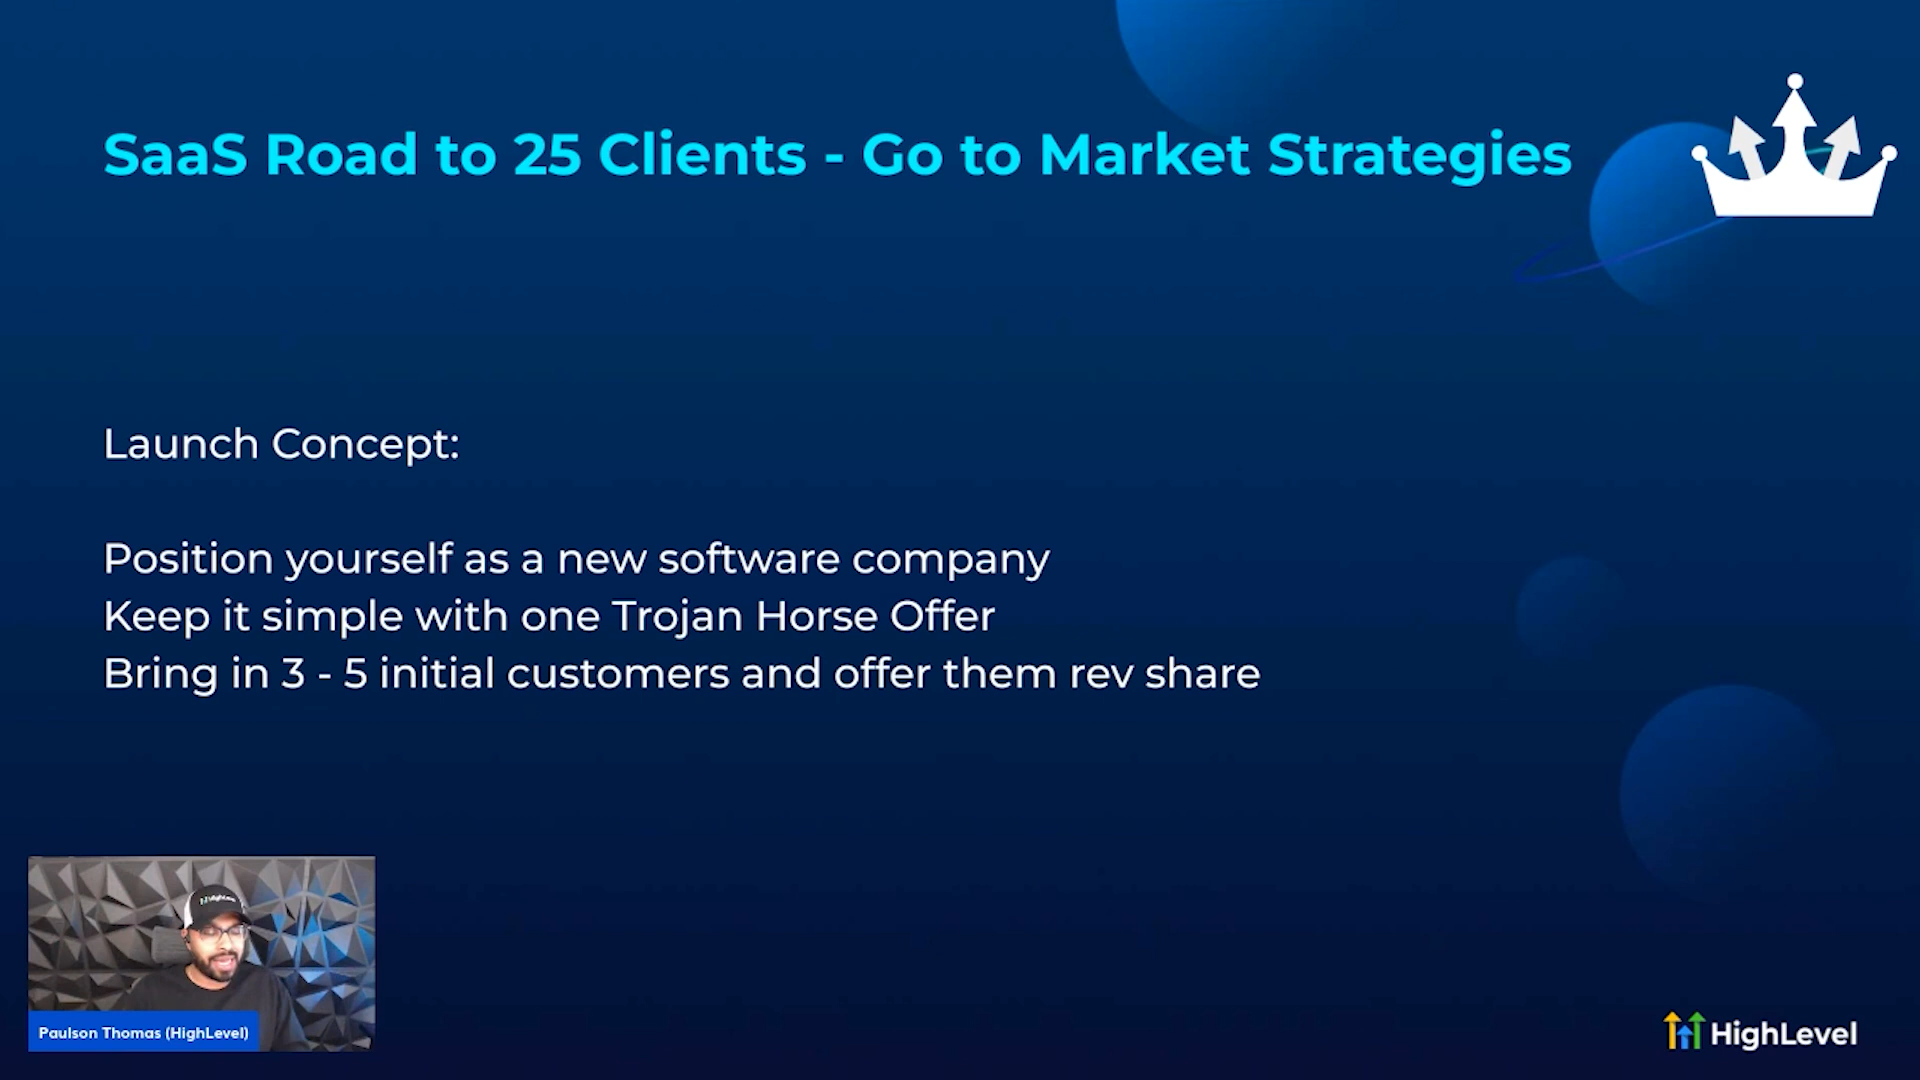 SaaS Road to 25 Clients - Go to Market Strategies
Launch Concept:
Position yourself as a new software company
Keep it simple with one Trojan Horse Offer
Bring in 3 - 5 initial customers and offer them rev share
HighLevel
Paulson Thomas (HighLevel)
HighLevel